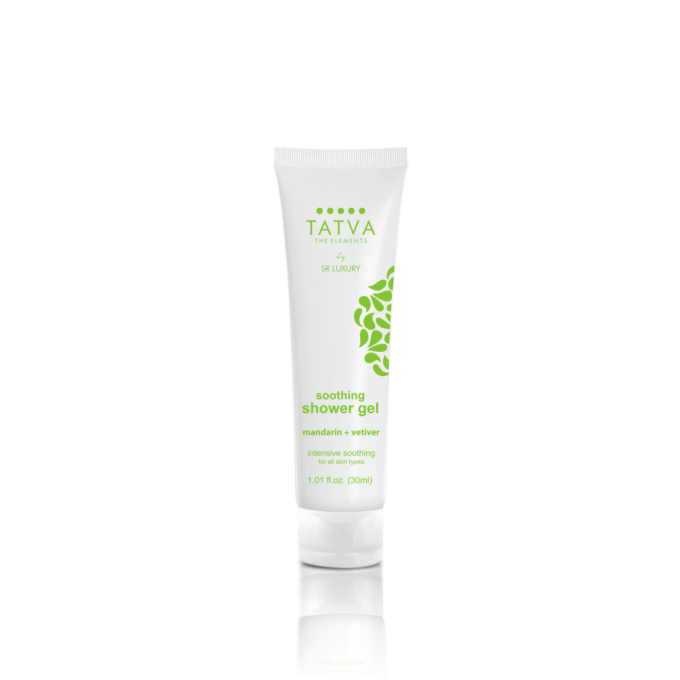 TATVA
THE ELEMENTS
by
SR LUXURY
soothing
shower gel
mandarin + vetiver
intensive soothing
for all skin types
1.01 fl.oz. (30ml)